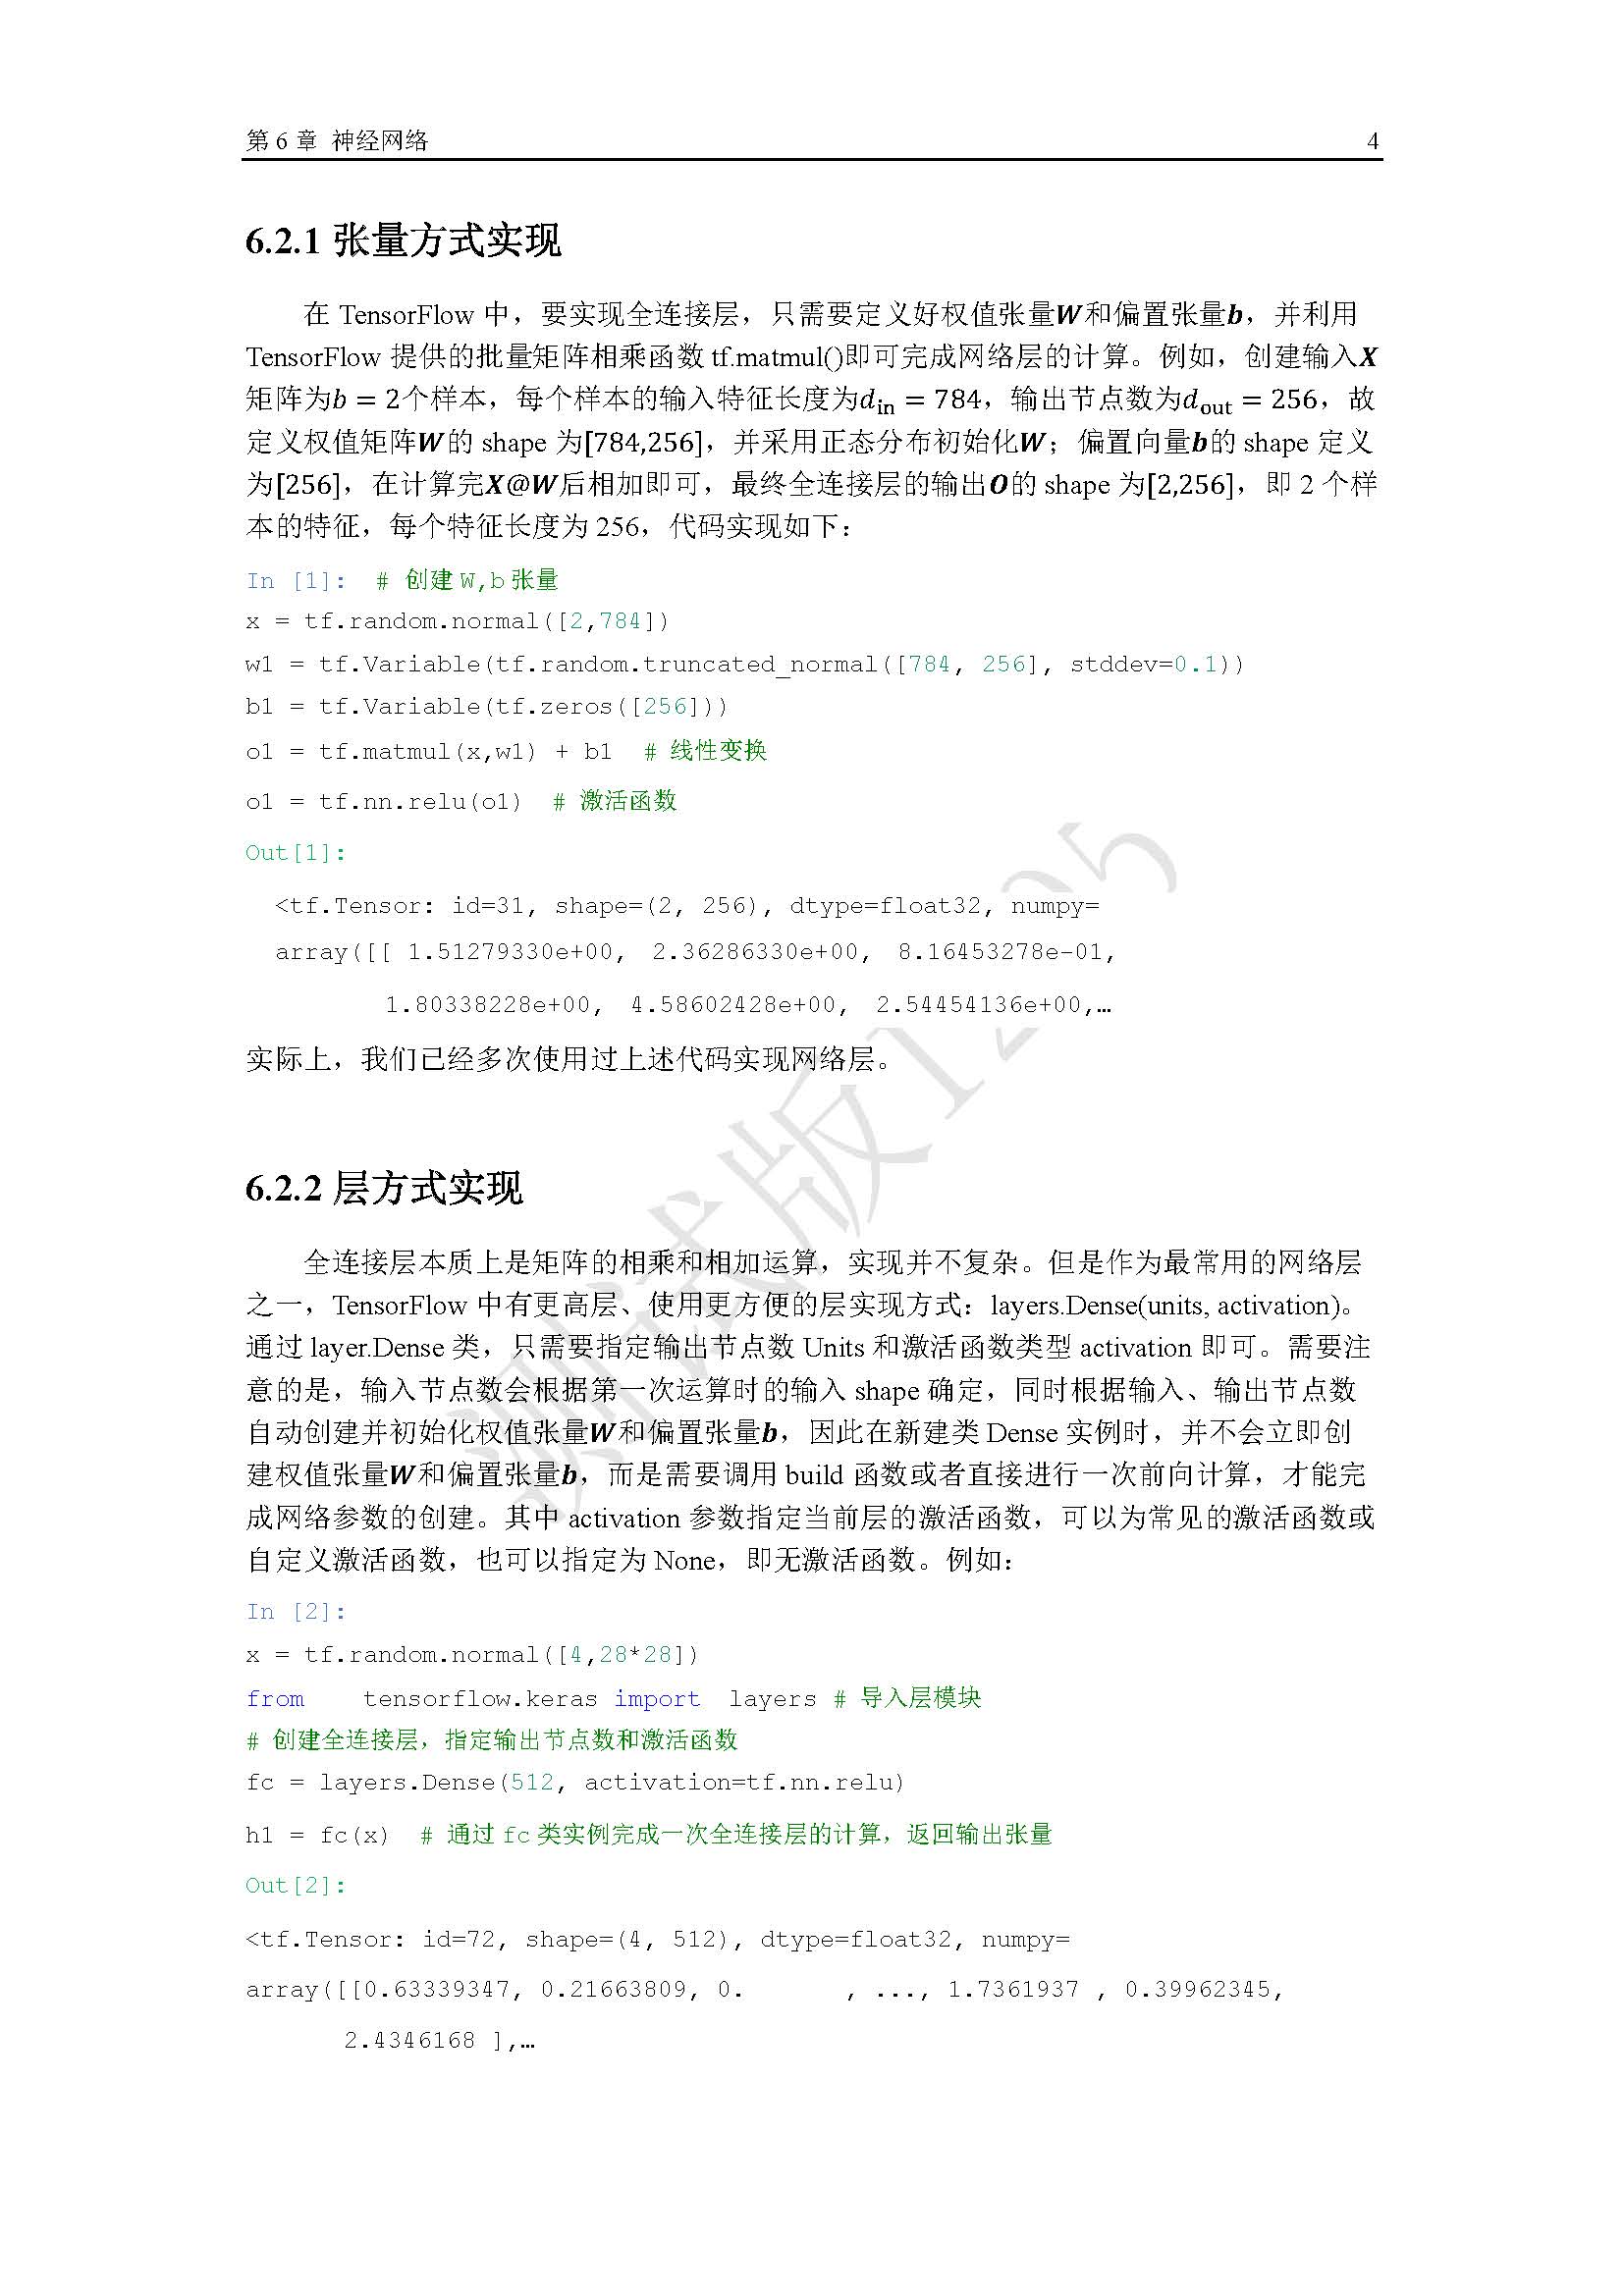 第 6 章 神经网络 4
6.2.1 张量方式实现
在 TensorFlow 中，要实现全连接层，只需要定义好权值张量W和偏置张量b，并利用
TensorFlow 提供的批量矩阵相乘函数 tf.matmul()即可完成网络层的计算。例如，创建输入X
矩阵为b = 2个样本，每个样本的输入特征长度为d_in = 784，输出节点数为d_out = 256，故
定义权值矩阵W的 shape 为[784,256]，并采用正态分布初始化W；偏置向量b的 shape 定义
为[256]，在计算完X@W后相加即可，最终全连接层的输出O的 shape 为[2,256]，即 2 个样
本的特征，每个特征长度为 256，代码实现如下：
In [1]: # 创建 W,b 张量
x = tf.random.normal([2,784])
w1 = tf.Variable(tf.random.truncated_normal([784, 256], stddev=0.1))
b1 = tf.Variable(tf.zeros([256]))
o1 = tf.matmul(x,w1) + b1 # 线性变换
o1 = tf.nn.relu(o1) # 激活函数
Out[1]:
<tf.Tensor: id=31, shape=(2, 256), dtype=float32, numpy=
array([[ 1.51279330e+00, 2.36286330e+00, 8.16453278e-01,
1.80338228e+00, 4.58602428e+00, 2.54454136e+00,…
实际上，我们已经多次使用过上述代码实现网络层。
6.2.2 层方式实现
全连接层本质上是矩阵的相乘和相加运算，实现并不复杂。但是作为最常用的网络层
之一，TensorFlow 中有更高层、使用更方便的层实现方式：layers.Dense(units, activation)。
通过 layer.Dense 类，只需要指定输出节点数 Units 和激活函数类型 activation 即可。需要注
意的是，输入节点数会根据第一次运算时的输入 shape 确定，同时根据输入、输出节点数
自动创建并初始化权值张量W和偏置张量b，因此在新建类 Dense 实例时，并不会立即创
建权值张量W和偏置张量b，而是需要调用 build 函数或者直接进行一次前向计算，才能完
成网络参数的创建。其中 activation 参数指定当前层的激活函数，可以为常见的激活函数或
自定义激活函数，也可以指定为 None，即无激活函数。例如：
In [2]:
x = tf.random.normal([4,28*28])
from tensorflow.keras import layers # 导入层模块
# 创建全连接层，指定输出节点数和激活函数
fc = layers.Dense(512, activation=tf.nn.relu)
h1 = fc(x) # 通过 fc 类实例完成一次全连接层的计算，返回输出张量
Out[2]:
<tf.Tensor: id=72, shape=(4, 512), dtype=float32, numpy=
array([[0.63339347, 0.21663809, 0. , ..., 1.7361937 , 0.39962345,
2.4346168 ],…